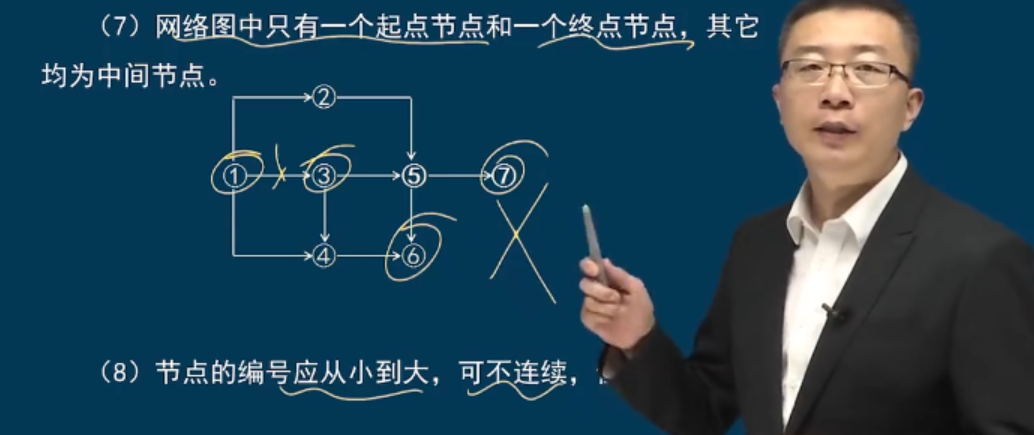 （7）网络图中只有一个起点节点和一个终点节点，其它
均为中间节点。
②
① ③ ⑤ ⑦
④ ⑥
（8）节点的编号应从小到大，可不连续，